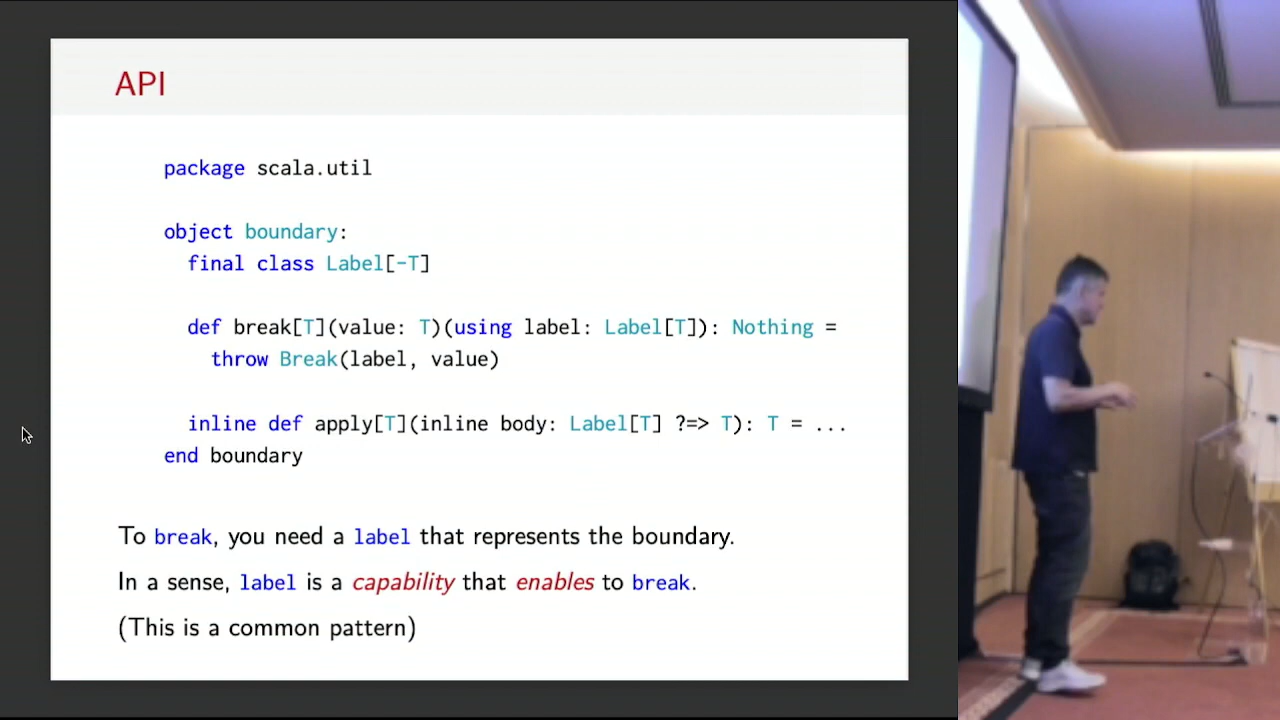 API
package scala.util
object boundary:
final class Label[-T]
def break[T](value: T)(using label: Label[T]): Nothing =
throw Break(label, value)
inline def apply[T](inline body: Label[T] ?=> T): T = ...
end boundary
To break, you need a label that represents the boundary.
In a sense, label is a capability that enables to break.
(This is a common pattern)